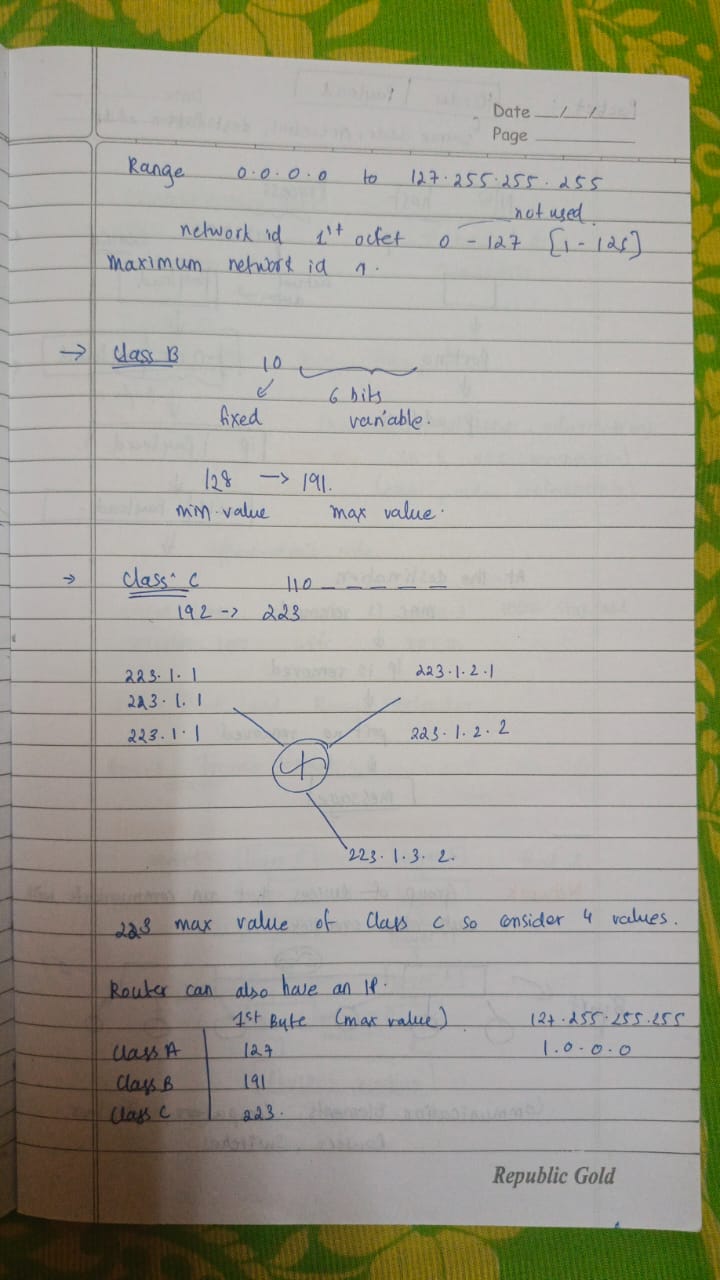 Date __/__/__
Page
Range 0.0.0.0 to 127.255.255.255
not used.
network id 1st octet 0 - 127 [1 - 126]
maximum network id
→ Class B 10
6 bits
fixed variable.
128 → 191.
min value max value.
→ Class C 110 _ _ _ _ _
192 → 223
223.1.1 223.1.2.1
223.1.1
223.1.1 223.1.2.2
223.1.3.2.
223 max value of Class C so consider 4 values.
Router can also have an IP.
1st Byte (max value) 127.255.255.255
Class A 127 1.0.0.0
Class B 191
Class C 223.
Republic Gold